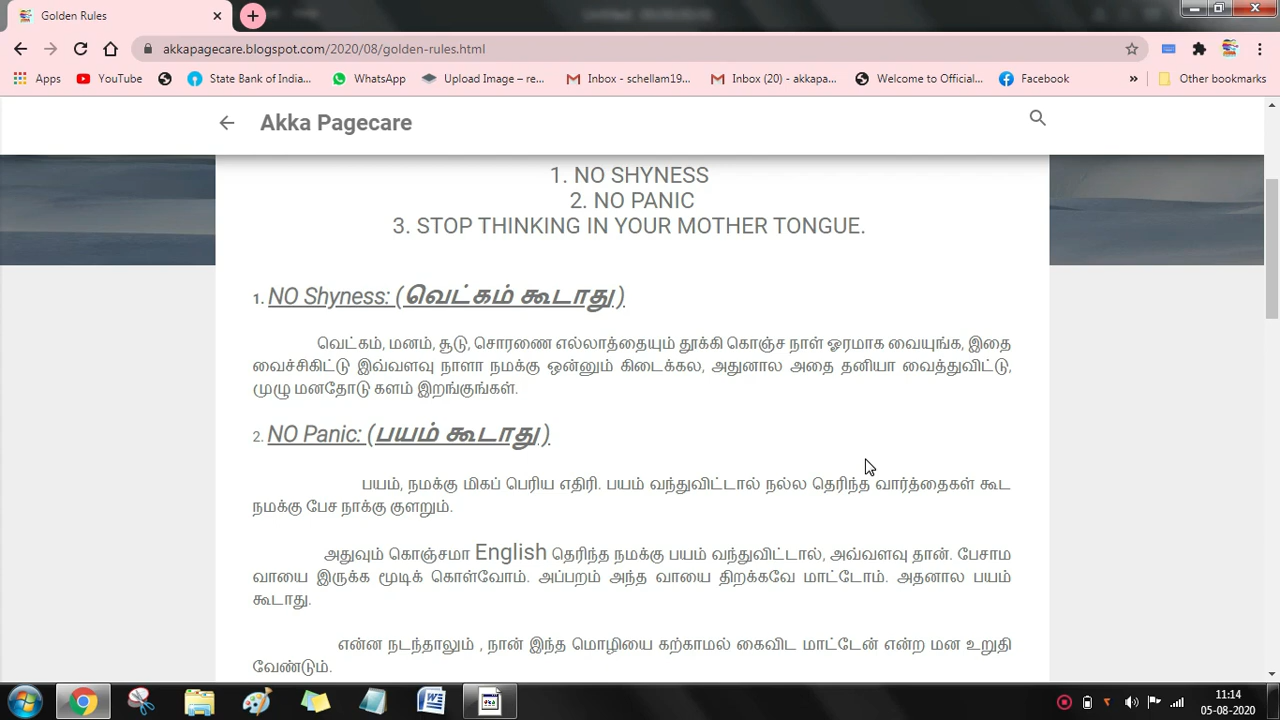 Golden Rules
akkapagecare.blogspot.com/2020/08/golden-rules.html
Apps YouTube State Bank of India... WhatsApp Upload Image – re... Inbox - schellam19... Inbox (20) - akkapa... Welcome to Official... Facebook » Other bookmarks
Akka Pagecare
1. NO SHYNESS
2. NO PANIC
3. STOP THINKING IN YOUR MOTHER TONGUE.
1. NO Shyness: (வெட்கம் கூடாது )
வெட்கம், மனம், சூடு, சொரணை எல்லாத்தையும் தூக்கி கொஞ்ச நாள் ஓரமாக வையுங்க, இதை
வைச்சிகிட்டு இவ்வளவு நாளா நமக்கு ஒன்னும் கிடைக்கல, அதுனால அதை தனியா வைத்துவிட்டு,
முழு மனதோடு களம் இறங்குங்கள்.
2. NO Panic: (பயம் கூடாது )
பயம், நமக்கு மிகப் பெரிய எதிரி. பயம் வந்துவிட்டால் நல்ல தெரிந்த வார்த்தைகள் கூட
நமக்கு பேச நாக்கு குளறும்.
அதுவும் கொஞ்சமா English தெரிந்த நமக்கு பயம் வந்துவிட்டால், அவ்வளவு தான். பேசாம
வாயை இருக்க மூடிக் கொள்வோம். அப்பறம் அந்த வாயை திறக்கவே மாட்டோம். அதனால பயம்
கூடாது.
என்ன நடந்தாலும் , நான் இந்த மொழியை கற்காமல் கைவிட மாட்டேன் என்ற மன உறுதி
வேண்டும்.
11:14
05-08-2020